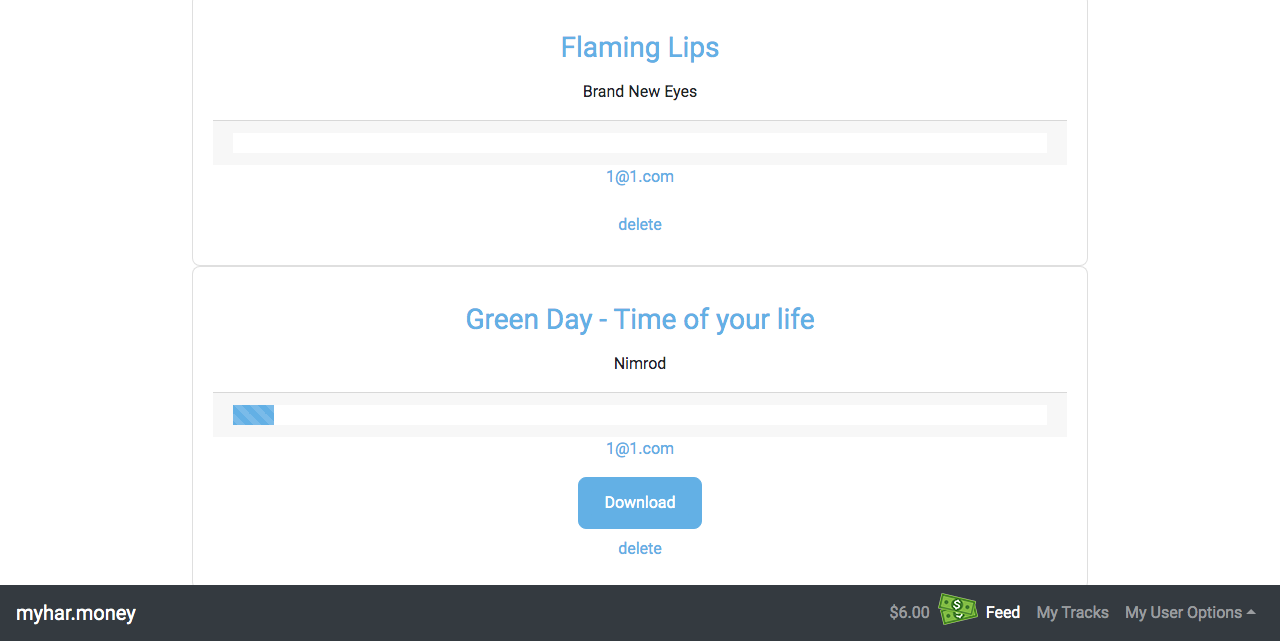 Flaming Lips
Brand New Eyes
1@1.com
delete
Green Day - Time of your life
Nimrod
1@1.com
Download
delete
myhar.money
$6.00 $ Feed My Tracks My User Options